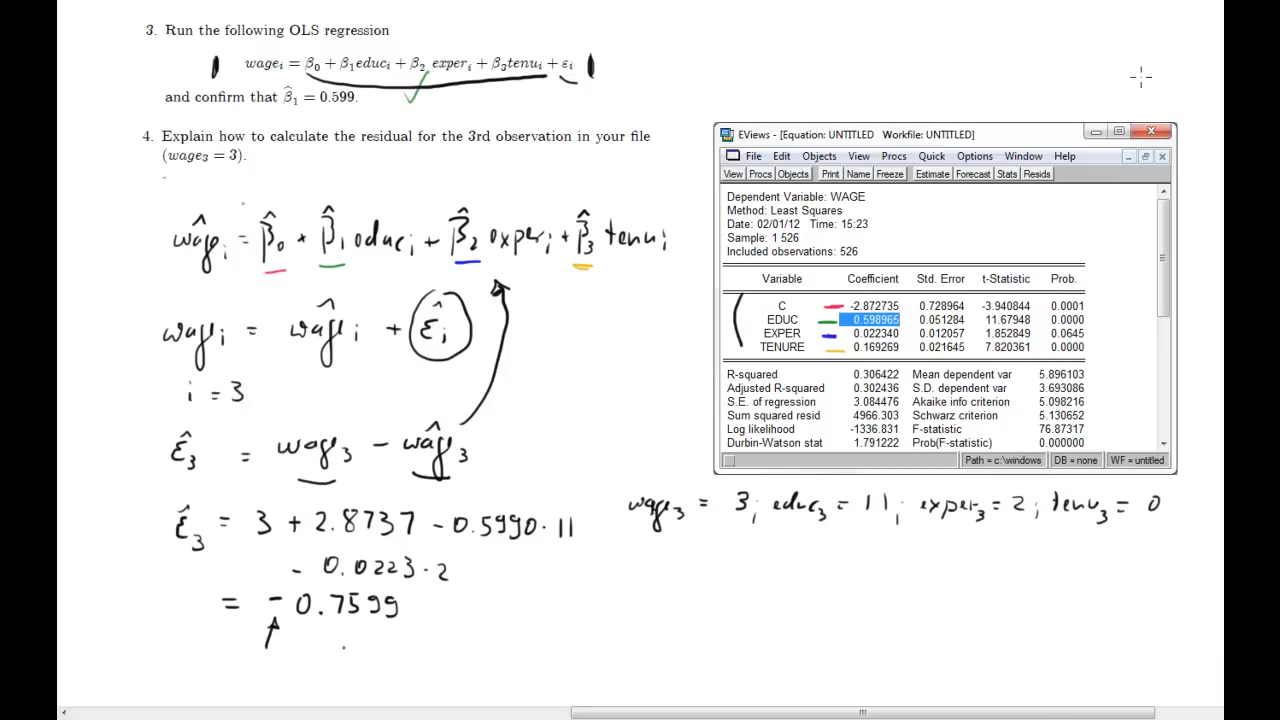 3. Run the following OLS regression
wageᵢ = β₀ + β₁educᵢ + β₂ experᵢ + β₃tenuᵢ + εᵢ
and confirm that β̂₁ = 0.599.
4. Explain how to calculate the residual for the 3rd observation in your file
(wage₃ = 3).
ŵageᵢ = β̂₀ + β̂₁ educᵢ + β̂₂ experᵢ + β̂₃ tenuᵢ
wageᵢ = ŵageᵢ + ε̂ᵢ
i = 3
ε̂₃ = wage₃ − ŵage₃
ε̂₃ = 3 + 2.8737 − 0.5990·11
− 0.0223·2
= − 0.7599
EViews - [Equation: UNTITLED Workfile: UNTITLED]
File Edit Objects View Procs Quick Options Window Help
View Procs Objects Print Name Freeze Estimate Forecast Stats Resids
Dependent Variable: WAGE
Method: Least Squares
Date: 02/01/12 Time: 15:23
Sample: 1 526
Included observations: 526
Variable Coefficient Std. Error t-Statistic Prob.
C -2.872735 0.728964 -3.940844 0.0001
EDUC 0.598965 0.051284 11.67948 0.0000
EXPER 0.022340 0.012057 1.852849 0.0645
TENURE 0.169269 0.021645 7.820361 0.0000
R-squared 0.306422 Mean dependent var 5.896103
Adjusted R-squared 0.302436 S.D. dependent var 3.693086
S.E. of regression 3.084476 Akaike info criterion 5.098216
Sum squared resid 4966.303 Schwarz criterion 5.130652
Log likelihood -1336.831 F-statistic 76.87317
Durbin-Watson stat 1.791222 Prob(F-statistic) 0.000000
Path = c:\windows DB = none WF = untitled
wage₃ = 3; educ₃ = 11; exper₃ = 2; tenu₃ = 0